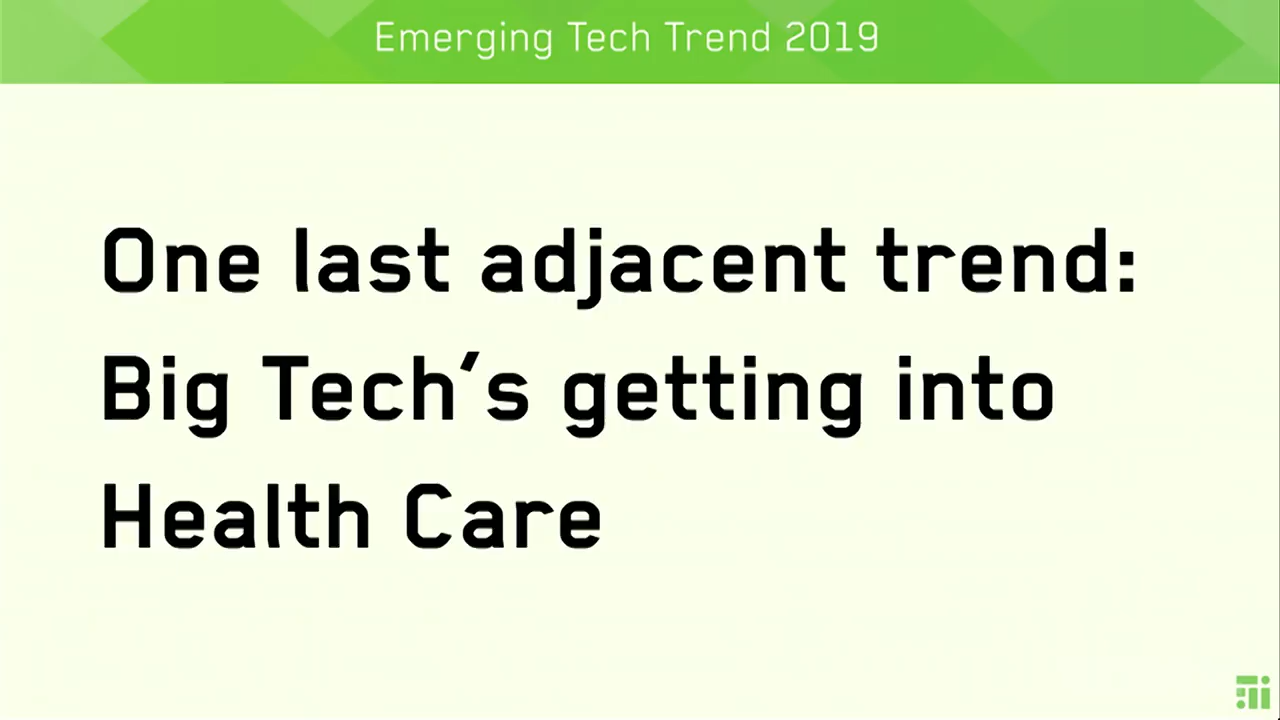 Emerging Tech Trend 2019
One last adjacent trend:
Big Tech's getting into
Health Care